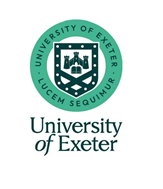 UNIVERSITY OF EXETER
LUCEM SEQUIMUR
University
of Exeter